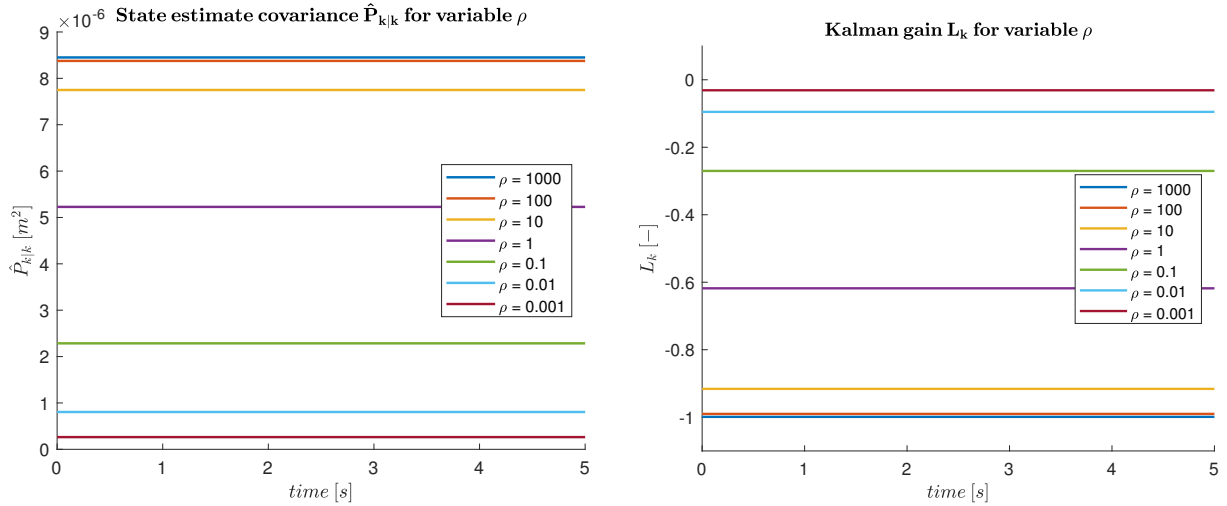 State estimate covariance P̂k|k for variable ρ
×10-6
9
8
7
6
5
4
3
2
1
0
0 1 2 3 4 5
P̂k|k [m2]
time [s]
ρ = 1000
ρ = 100
ρ = 10
ρ = 1
ρ = 0.1
ρ = 0.01
ρ = 0.001
Kalman gain Lk for variable ρ
0
-0.2
-0.4
-0.6
-0.8
-1
0 1 2 3 4 5
Lk [−]
time [s]
ρ = 1000
ρ = 100
ρ = 10
ρ = 1
ρ = 0.1
ρ = 0.01
ρ = 0.001